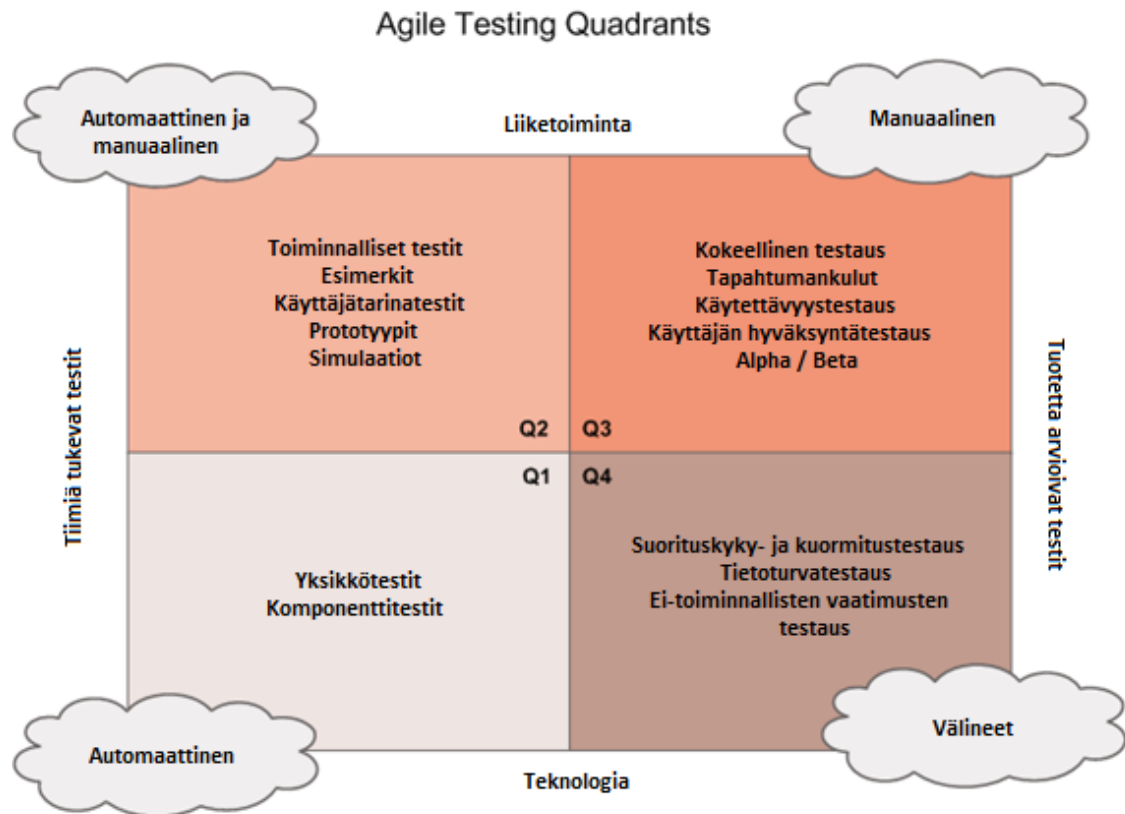 Agile Testing Quadrants
Automaattinen ja
manuaalinen
Liiketoiminta
Manuaalinen
Tiimiä tukevat testit
Toiminnalliset testit
Esimerkit
Käyttäjätarinatestit
Prototyypit
Simulaatiot
Q2
Kokeellinen testaus
Tapahtumankulut
Käytettävyystestaus
Käyttäjän hyväksyntätestaus
Alpha / Beta
Q3
Tuotetta arvioivat testit
Q1
Yksikkötestit
Komponenttitestit
Q4
Suorituskyky- ja kuormitustestaus
Tietoturvatestaus
Ei-toiminnallisten vaatimusten
testaus
Automaattinen
Teknologia
Välineet